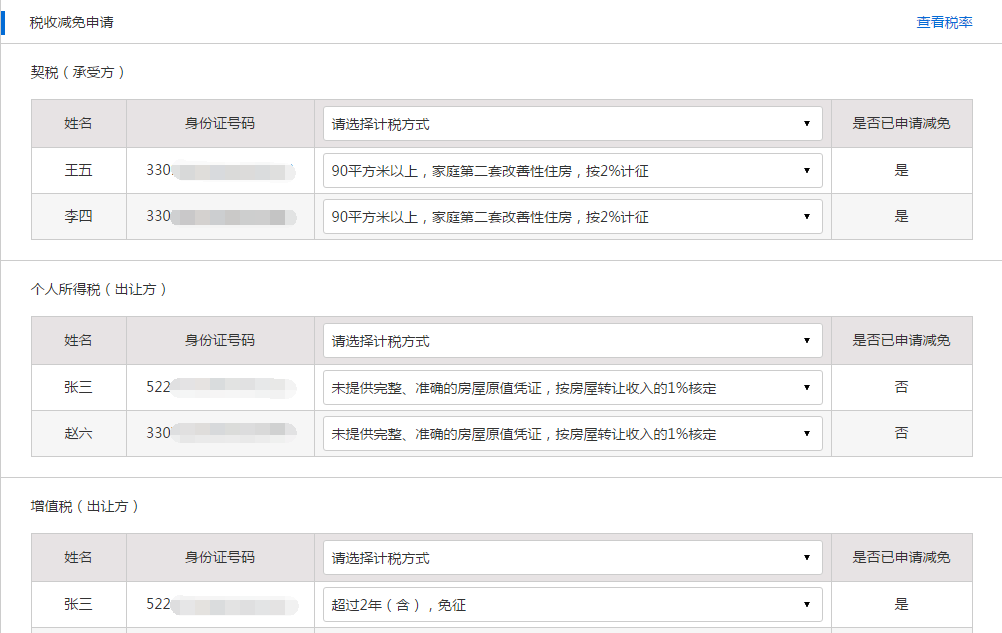 税收减免申请 查看税率
契税（承受方）
姓名 身份证号码 请选择计税方式 是否已申请减免
王五 330 90平方米以上，家庭第二套改善性住房，按2%计征 是
李四 330 90平方米以上，家庭第二套改善性住房，按2%计征 是
个人所得税（出让方）
姓名 身份证号码 请选择计税方式 是否已申请减免
张三 522 未提供完整、准确的房屋原值凭证，按房屋转让收入的1%核定 否
赵六 330 未提供完整、准确的房屋原值凭证，按房屋转让收入的1%核定 否
增值税（出让方）
姓名 身份证号码 请选择计税方式 是否已申请减免
张三 522 超过2年（含），免征 是